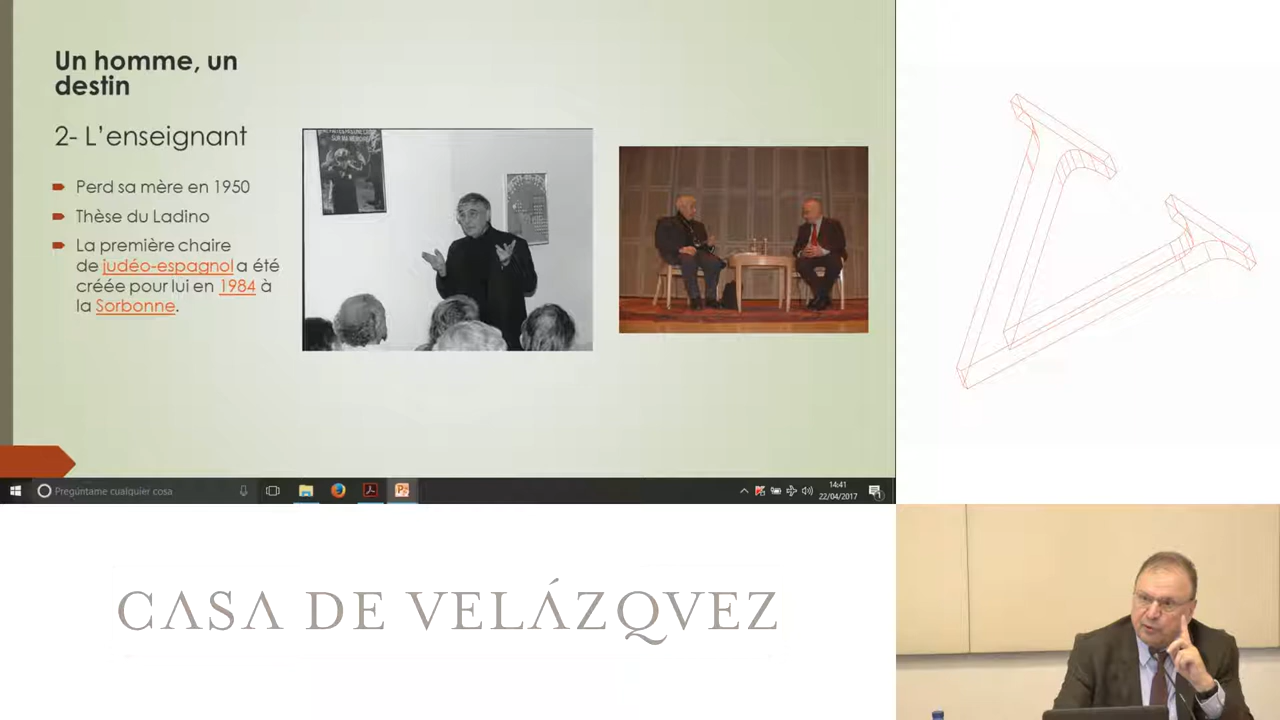 Un homme, un
destin
2- L'enseignant
Perd sa mère en 1950
Thèse du Ladino
La première chaire
de judéo-espagnol a été
créée pour lui en 1984 à
la Sorbonne.
Pregúntame cualquier cosa
14:41
22/04/2017
CASA DE VELÁZQVEZ